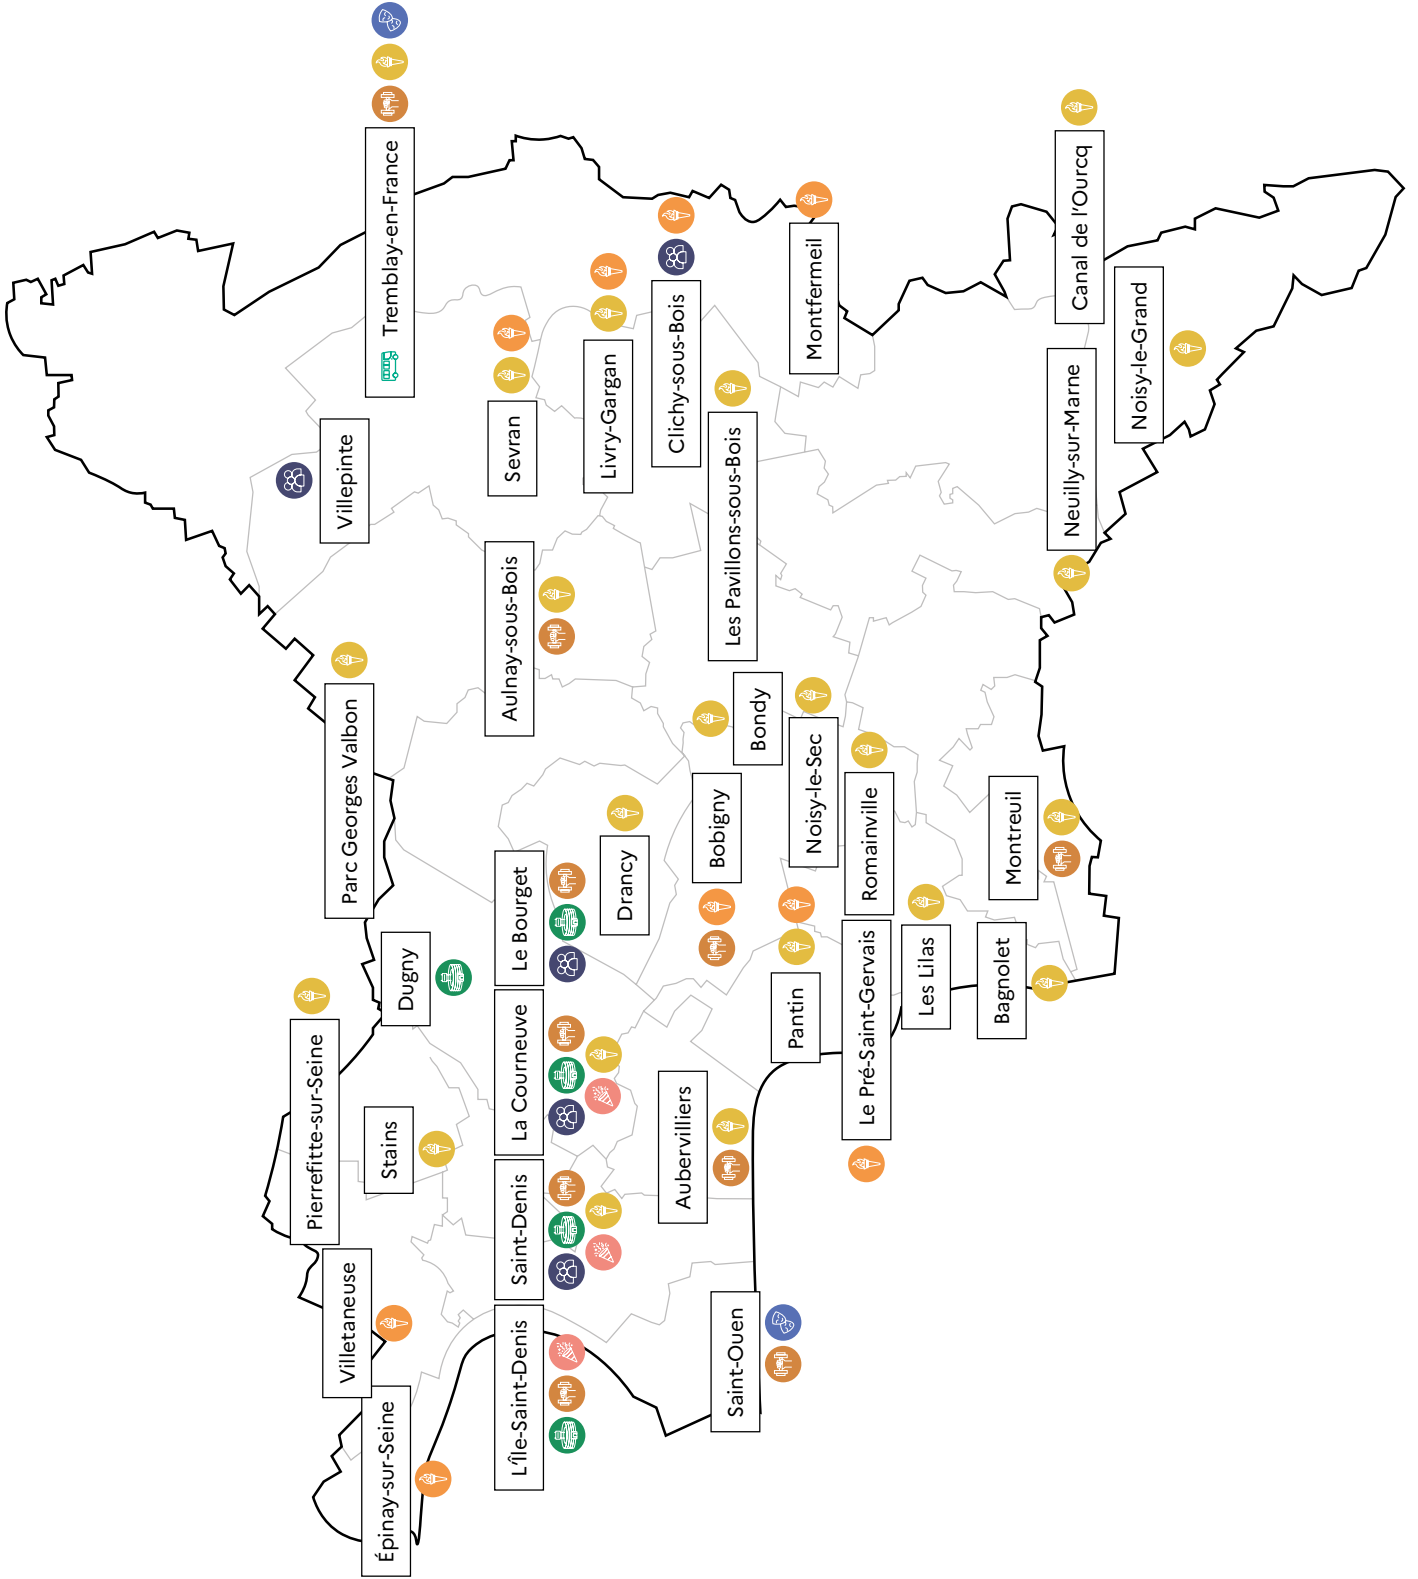 Épinay-sur-Seine
Villetaneuse
Pierrefitte-sur-Seine
Stains
Dugny
Parc Georges Valbon
Villepinte
Tremblay-en-France
L'Île-Saint-Denis
Saint-Denis
La Courneuve
Le Bourget
Aulnay-sous-Bois
Sevran
Drancy
Livry-Gargan
Clichy-sous-Bois
Aubervilliers
Bobigny
Saint-Ouen
Les Pavillons-sous-Bois
Bondy
Pantin
Noisy-le-Sec
Montfermeil
Le Pré-Saint-Gervais
Romainville
Les Lilas
Bagnolet
Montreuil
Neuilly-sur-Marne
Canal de l'Ourcq
Noisy-le-Grand